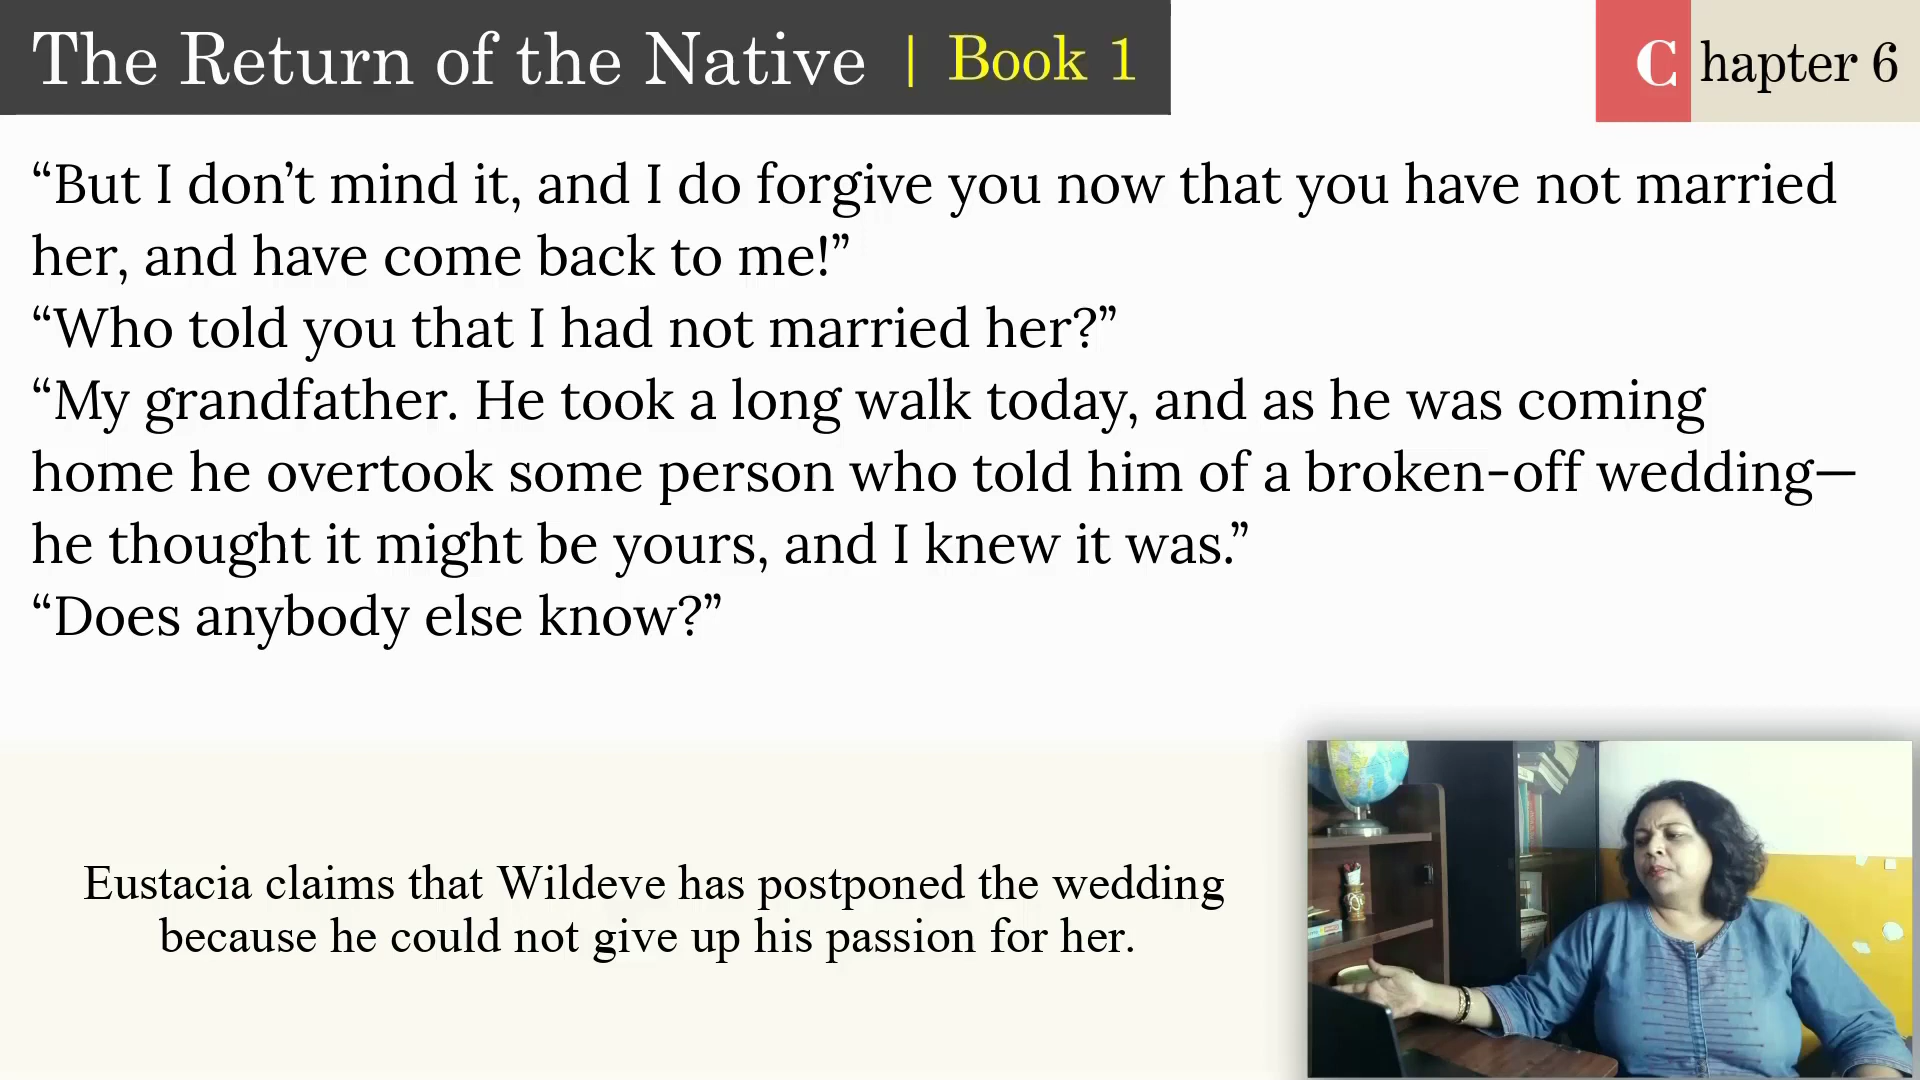 The Return of the Native | Book 1
Chapter 6
“But I don’t mind it, and I do forgive you now that you have not married
her, and have come back to me!”
“Who told you that I had not married her?”
“My grandfather. He took a long walk today, and as he was coming
home he overtook some person who told him of a broken-off wedding—
he thought it might be yours, and I knew it was.”
“Does anybody else know?”
Eustacia claims that Wildeve has postponed the wedding
because he could not give up his passion for her.